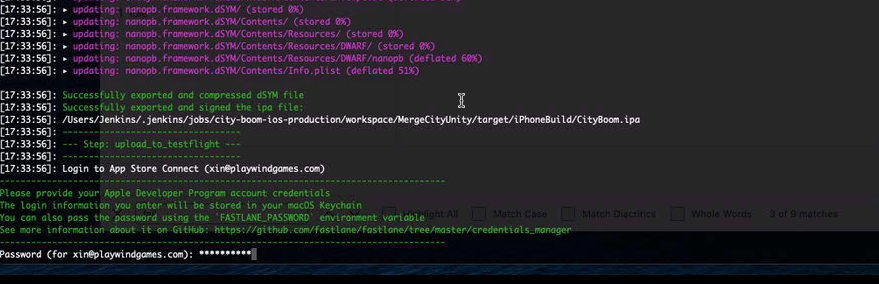 [17:33:56]: ▸ updating: nanopb.framework.dSYM/ (stored 0%)
[17:33:56]: ▸ updating: nanopb.framework.dSYM/Contents/ (stored 0%)
[17:33:56]: ▸ updating: nanopb.framework.dSYM/Contents/Resources/ (stored 0%)
[17:33:56]: ▸ updating: nanopb.framework.dSYM/Contents/Resources/DWARF/ (stored 0%)
[17:33:56]: ▸ updating: nanopb.framework.dSYM/Contents/Resources/DWARF/nanopb (deflated 60%)
[17:33:56]: ▸ updating: nanopb.framework.dSYM/Contents/Info.plist (deflated 51%)
[17:33:56]: Successfully exported and compressed dSYM file
[17:33:56]: Successfully exported and signed the ipa file:
[17:33:56]: /Users/Jenkins/.jenkins/jobs/city-boom-ios-production/workspace/MergeCityUnity/target/iPhoneBuild/CityBoom.ipa
[17:33:56]: --------------------------------
[17:33:56]: --- Step: upload_to_testflight ---
[17:33:56]: --------------------------------
[17:33:56]: Login to App Store Connect (xin@playwindgames.com)
-------------------------------------------------------------------------------------
Please provide your Apple Developer Program account credentials
The login information you enter will be stored in your macOS Keychain
You can also pass the password using the `FASTLANE_PASSWORD` environment variable
Highlight All Match Case Match Diacritics Whole Words 3 of 9 matches
See more information about it on GitHub: https://github.com/fastlane/fastlane/tree/master/credentials_manager
-------------------------------------------------------------------------------------
Password (for xin@playwindgames.com): **********